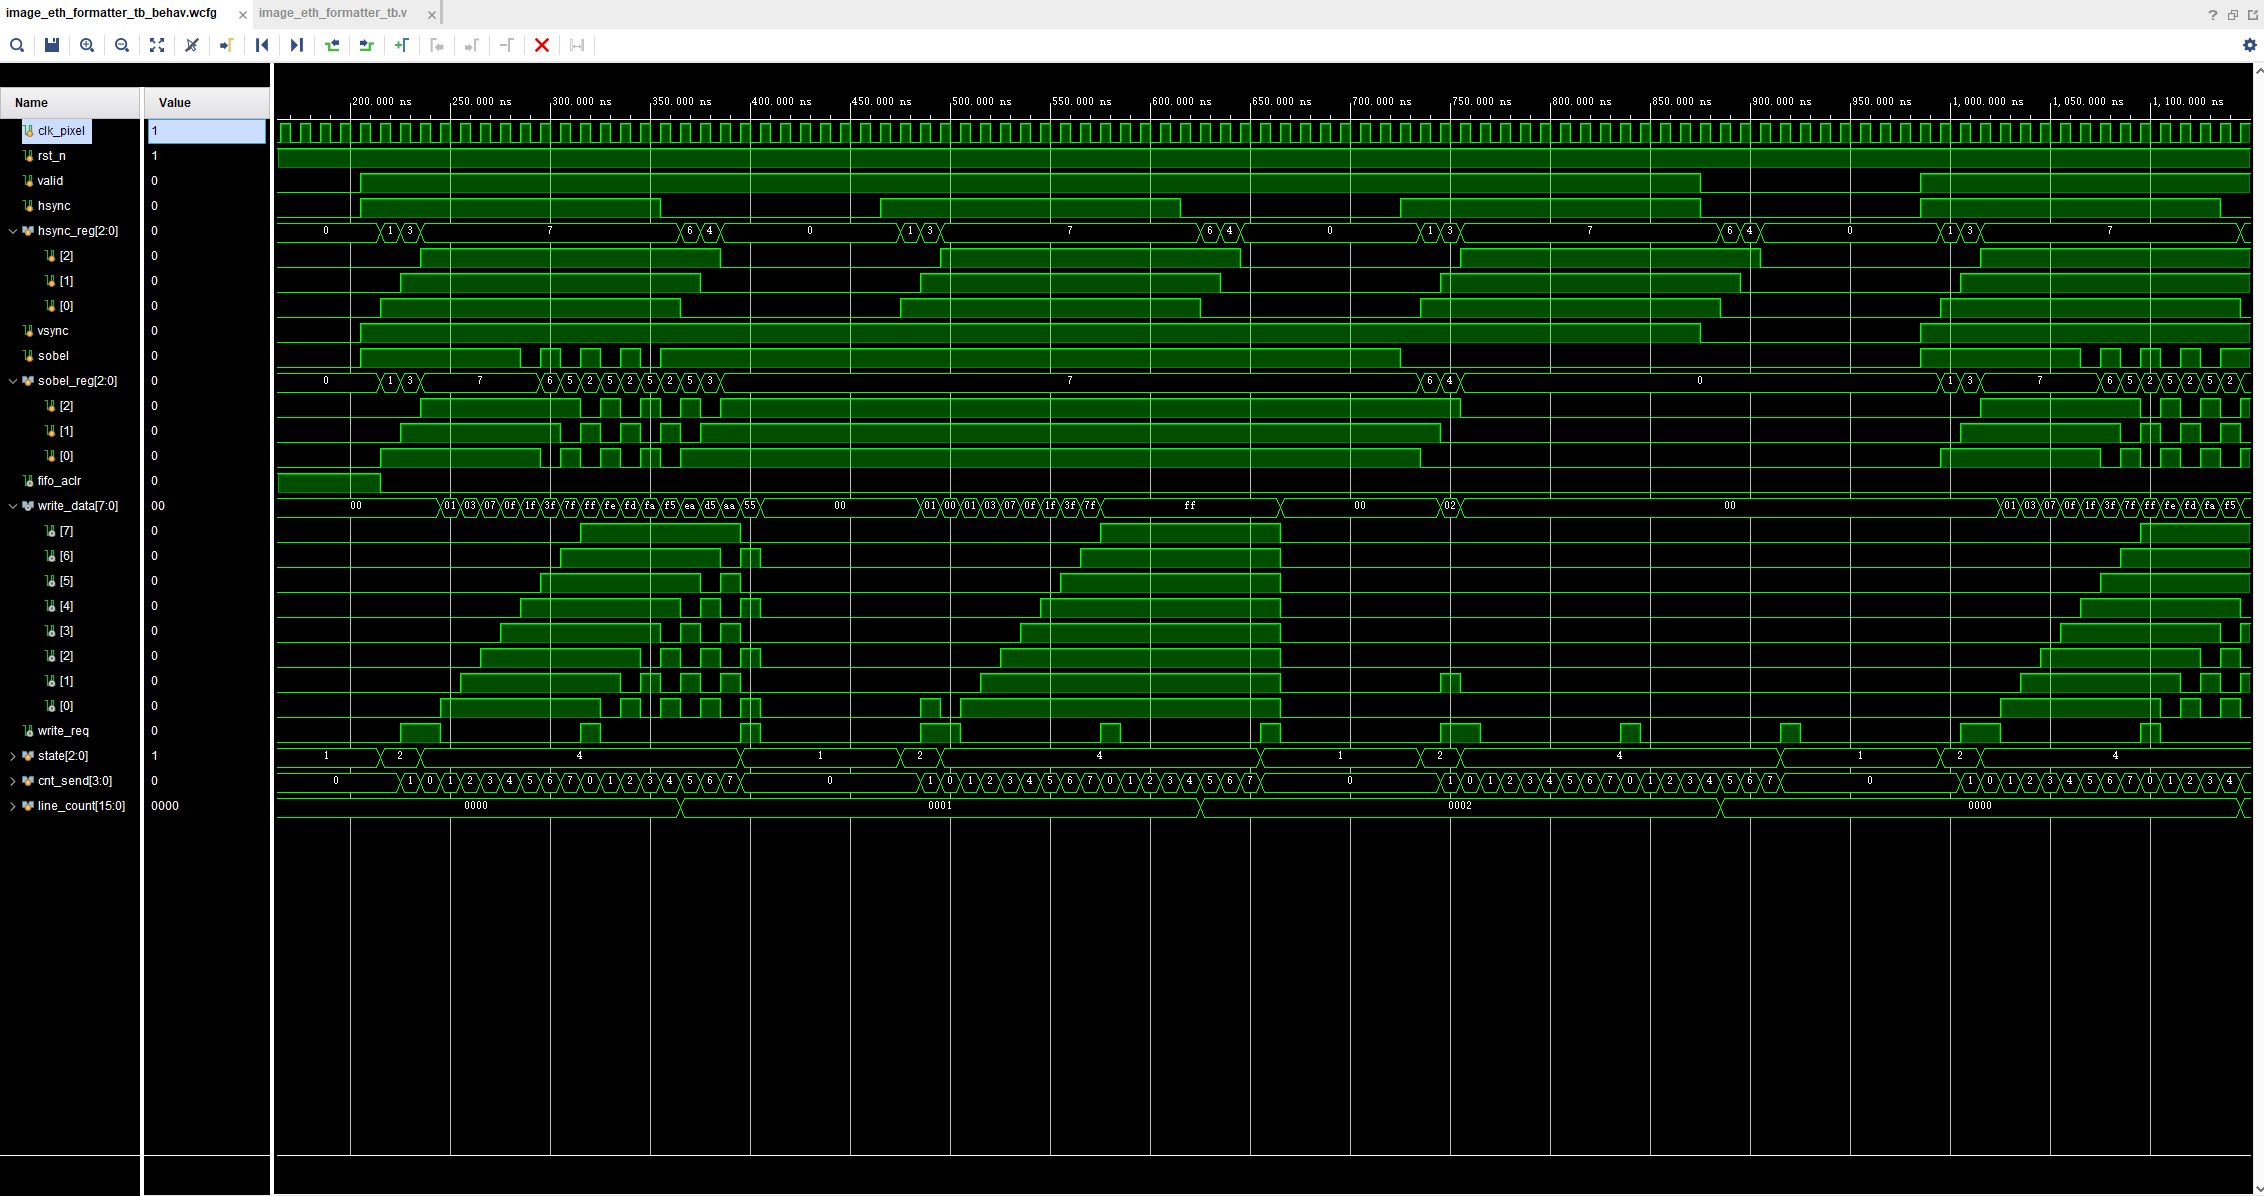 image_eth_formatter_tb_behav.wcfg image_eth_formatter_tb.v
Name Value
200.000 ns 250.000 ns 300.000 ns 350.000 ns 400.000 ns 450.000 ns 500.000 ns 550.000 ns 600.000 ns 650.000 ns 700.000 ns 750.000 ns 800.000 ns 850.000 ns 900.000 ns 950.000 ns 1,000.000 ns 1,050.000 ns 1,100.000 ns
clk_pixel 1
rst_n 1
valid 0
hsync 0
hsync_reg[2:0] 0 0 1 3 7 6 4 0 1 3 7 6 4 0 1 3 7 6 4 0 1 3 7
[2] 0
[1] 0
[0] 0
vsync 0
sobel 0
sobel_reg[2:0] 0 0 1 3 7 6 5 2 5 2 5 2 5 3 7 6 4 0 1 3 7 6 5 2 5 2 5 2
[2] 0
[1] 0
[0] 0
fifo_aclr 0
write_data[7:0] 00 00 01 03 07 0f 1f 3f 7f ff fe fd fa f5 ea d5 aa 55 00 01 00 01 03 07 0f 1f 3f 7f ff 00 02 00 01 03 07 0f 1f 3f 7f ff fe fd fa f5
[7] 0
[6] 0
[5] 0
[4] 0
[3] 0
[2] 0
[1] 0
[0] 0
write_req 0
state[2:0] 1 1 2 4 1 2 4 1 2 4 1 2 4
cnt_send[3:0] 0 0 1 0 1 2 3 4 5 6 7 0 1 2 3 4 5 6 7 0 1 0 1 2 3 4 5 6 7 0 1 2 3 4 5 6 7 0 1 0 1 2 3 4 5 6 7 0 1 2 3 4 5 6 7 0 1 0 1 2 3 4 5 6 7 0 1 2 3 4
line_count[15:0] 0000 0000 0001 0002 0000